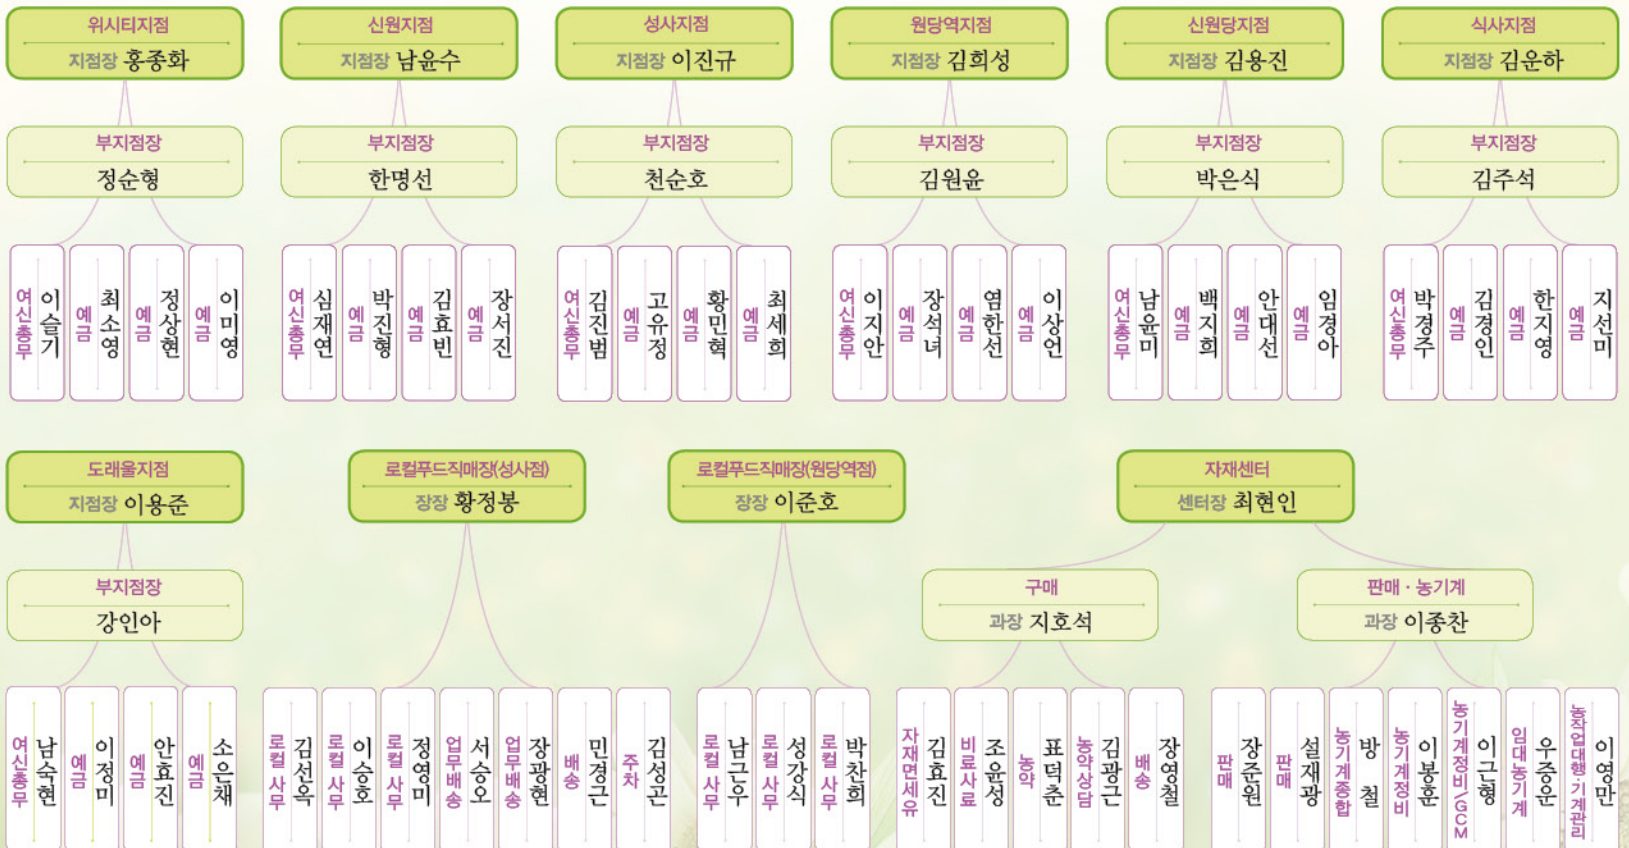 위시티지점
지점장 홍종화
부지점장
정순형
여신총무 이슬기
예금 최소영
예금 정상현
예금 이미영
신원지점
지점장 남윤수
부지점장
한명선
여신총무 심재연
예금 박진형
예금 김효빈
예금 장서진
성사지점
지점장 이진규
부지점장
천순호
여신총무 김진범
예금 고유정
예금 황민혁
예금 최세희
원당역지점
지점장 김희성
부지점장
김원윤
여신총무 이지안
예금 장석녀
예금 염한선
예금 이상언
신원당지점
지점장 김용진
부지점장
박은식
여신총무 남윤미
예금 백지희
예금 안대선
예금 임경아
식사지점
지점장 김운하
부지점장
김주석
여신총무 박경주
예금 김경인
예금 한지영
예금 지선미
도래울지점
지점장 이용준
부지점장
강인아
여신총무 남숙현
예금 이정미
예금 안효진
예금 소은채
로컬푸드직매장(성사점)
장장 황정봉
로컬 사무 김선옥
로컬 사무 이승호
로컬 사무 정영미
업무배송 서승오
업무배송 장광현
배송 민경근
주차 김성곤
로컬푸드직매장(원당역점)
장장 이준호
로컬 사무 남근우
로컬 사무 성강식
로컬 사무 박찬희
자재센터
센터장 최현인
구매
과장 지호석
자재면세유 김효진
비료사료 조윤성
농약 표덕춘
농약상담 김광근
배송 장영철
판매 · 농기계
과장 이종찬
판매 장준원
판매 설재광
농기계종합 방 철
농기계정비 이봉훈
농기계정비/GCM 이근형
임대농기계 우중운
농작업대행·기계관리 이영만